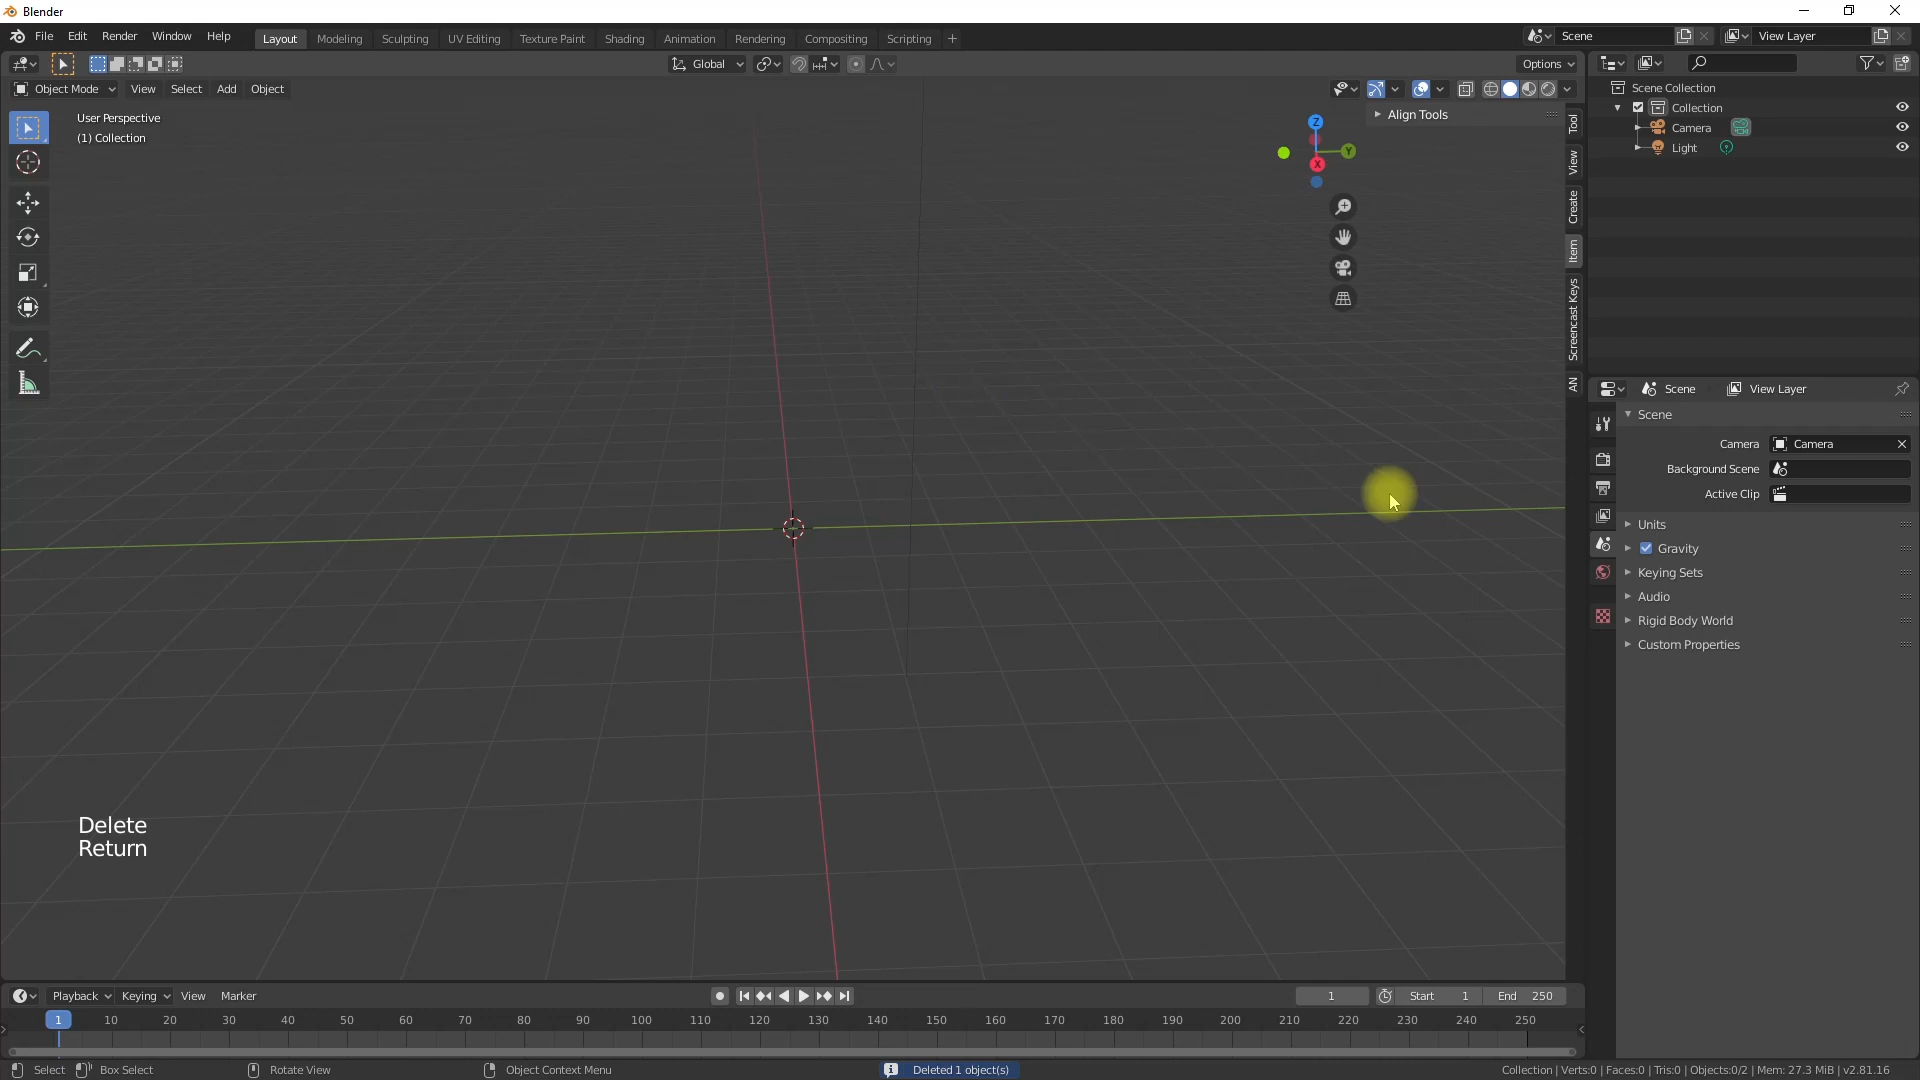 Blender
File Edit Render Window Help
Layout Modeling Sculpting UV Editing Texture Paint Shading Animation Rendering Compositing Scripting
Scene
View Layer
Global
Options
Object Mode View Select Add Object
User Perspective
(1) Collection
Z
Y
X
Align Tools
Tool
View
Create
Item
Screencast Keys
AN
Scene Collection
Collection
Camera
Light
Scene View Layer
Scene
Camera Camera
Background Scene
Active Clip
Units
Gravity
Keying Sets
Audio
Rigid Body World
Custom Properties
Delete
Return
Playback Keying View Marker
1 Start 1 End 250
1 10 20 30 40 50 60 70 80 90 100 110 120 130 140 150 160 170 180 190 200 210 220 230 240 250
Select Box Select Rotate View Object Context Menu Deleted 1 object(s) Collection | Verts:0 | Faces:0 | Tris:0 | Objects:0/2 | Mem: 27.3 MiB | v2.81.16